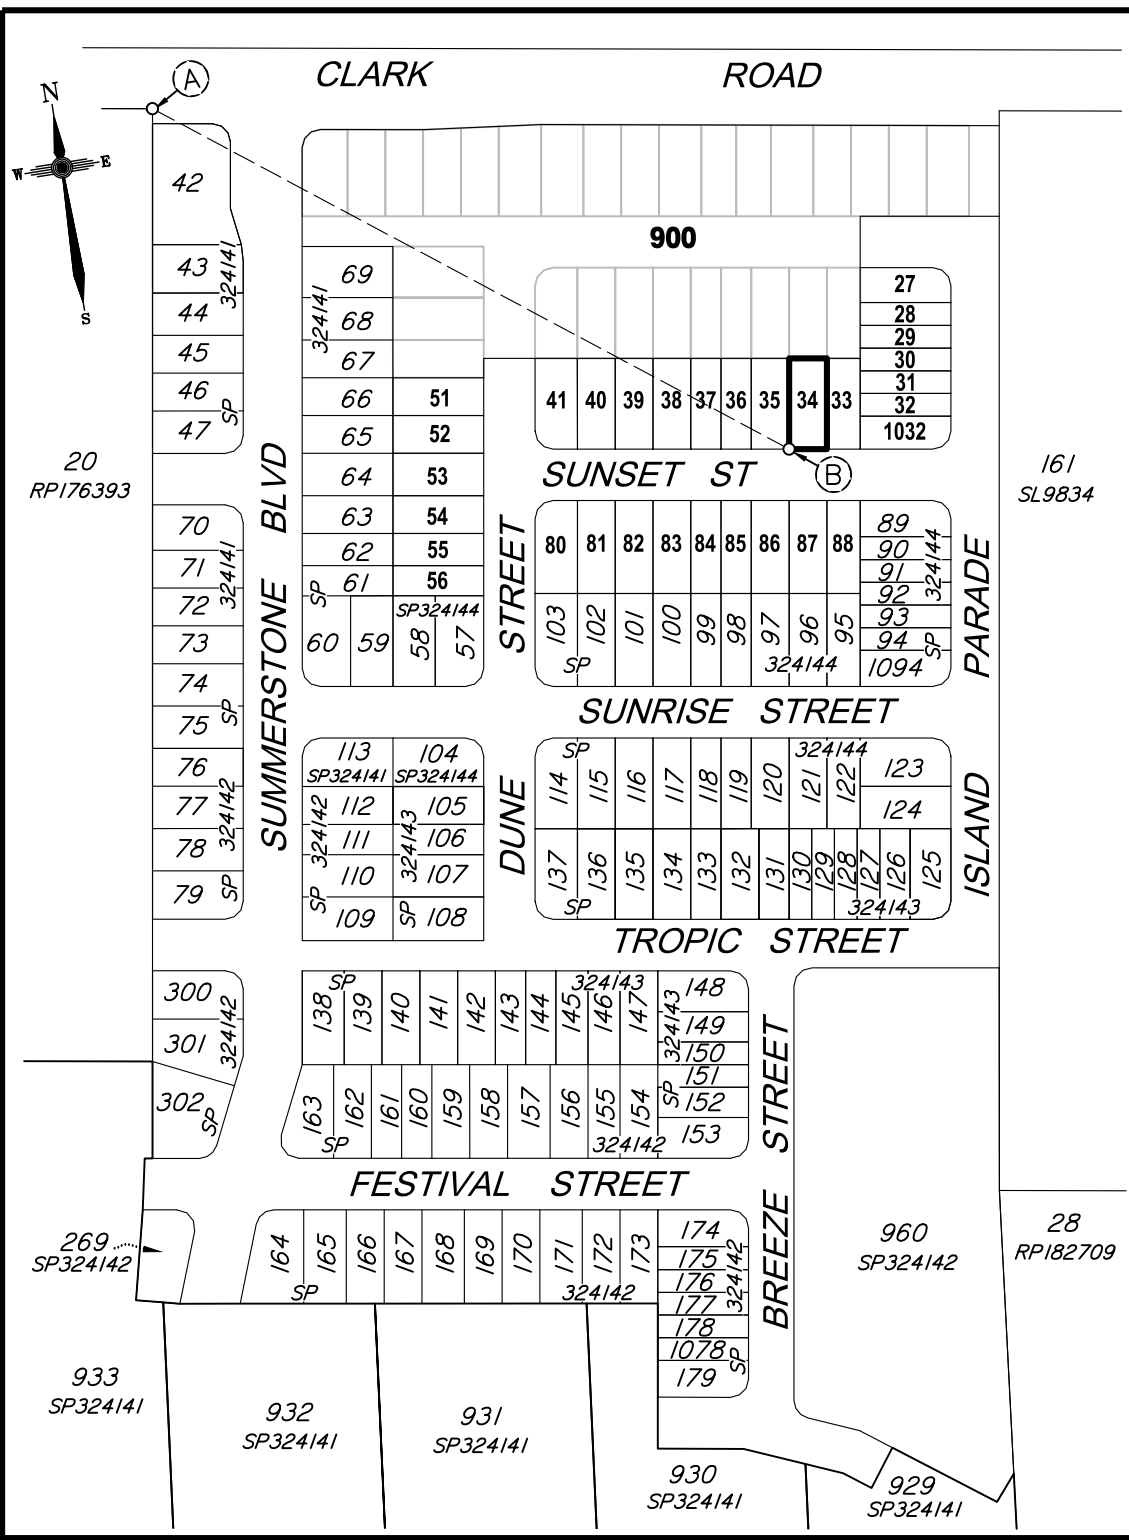 CLARK ROAD
A
N
W E
S
42
43
44
45
46
47
324141
SP
69
68
67
66
65
64
63
62
61
324141
SP
60
59
SP324144
58
57
51
52
53
54
55
56
900
41 40 39 38 37 36 35 34 33
27
28
29
30
31
32
1032
B
SUNSET ST
20
RP176393
161
SL9834
SUMMERSTONE BLVD
DUNE STREET
ISLAND PARADE
80 81 82 83 84 85 86 87 88
103 102 101 100 99 98 97 96 95
SP 324144
89
90
91
92
93
94
1094
324144
SP
70
71
72
73
74
75
76
77
78
79
324141
SP
324142
SP
SUNRISE STREET
113
SP324141
104
SP324144
112
111
110
109
324142
SP
105
106
107
108
324143
SP
SP 324144
114 115 116 117 118 119 120 121 122
123
124
137 136 135 134 133 132 131 130 129 128 127 126 125
SP 324143
TROPIC STREET
300
301
302
324142
SP
SP 324143
138 139 140 141 142 143 144 145 146 147
148
149
150
151
152
153
324143
SP
163 162 161 160 159 158 157 156 155 154
SP 324142
BREEZE STREET
FESTIVAL STREET
269
SP324142
164 165 166 167 168 169 170 171 172 173
SP 324142
174
175
176
177
178
1078
179
324142
SP
960
SP324142
28
RP182709
933
SP324141
932
SP324141
931
SP324141
930
SP324141
929
SP324141